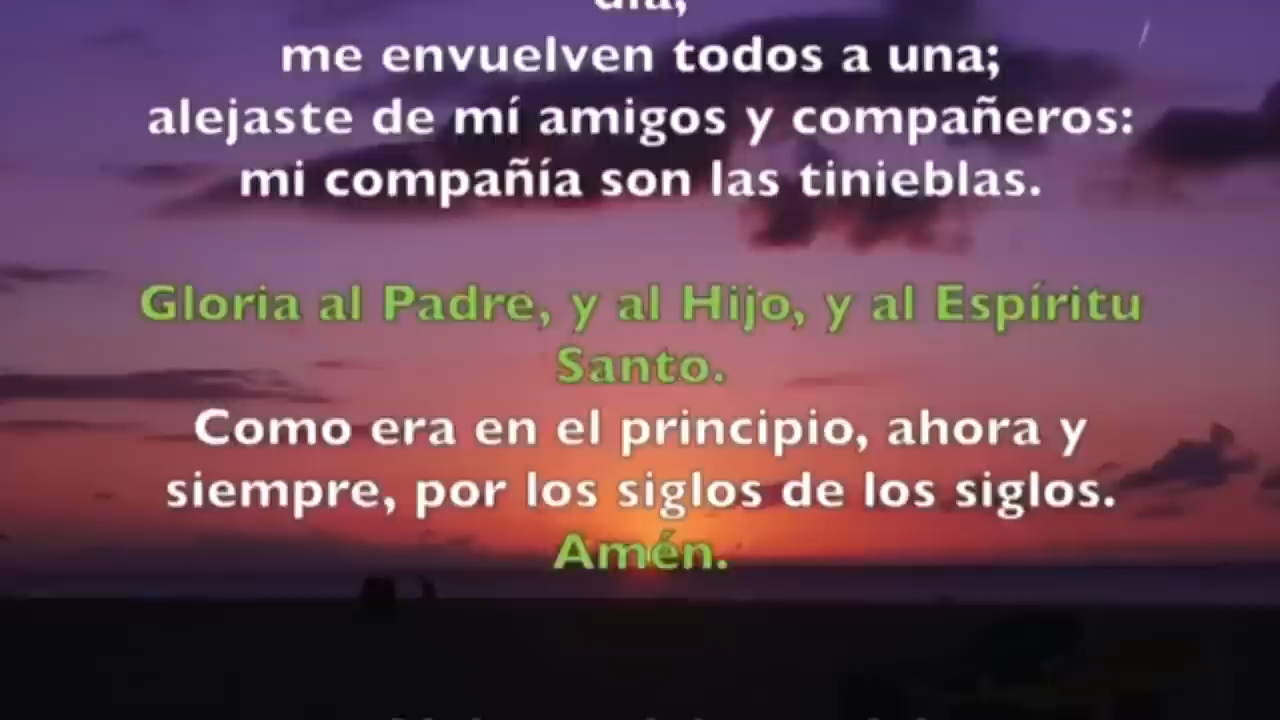 día,
me envuelven todos a una;
alejaste de mí amigos y compañeros:
mi compañía son las tinieblas.
Gloria al Padre, y al Hijo, y al Espíritu
Santo.
Como era en el principio, ahora y
siempre, por los siglos de los siglos.
Amén.